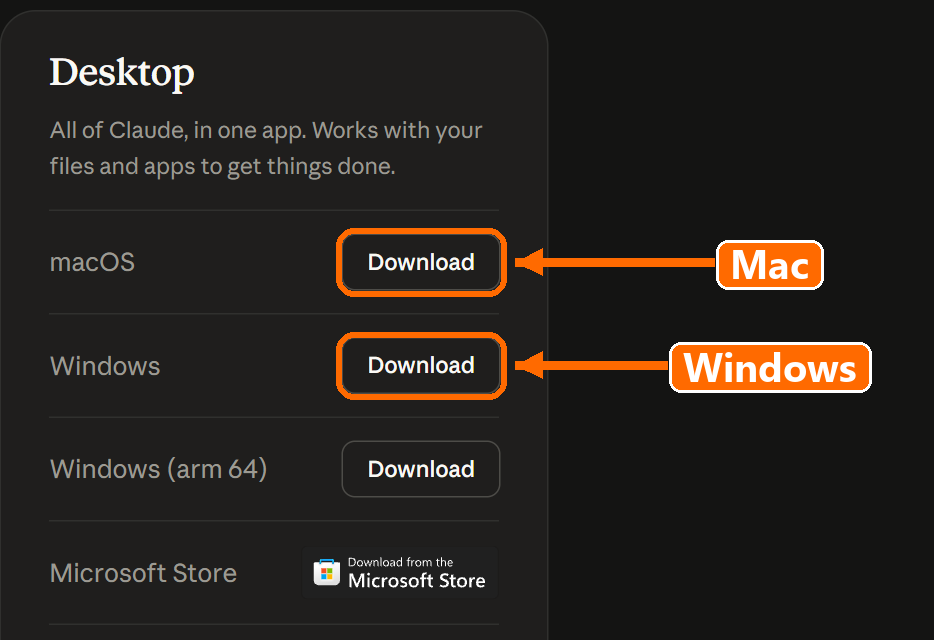 Desktop
All of Claude, in one app. Works with your
files and apps to get things done.
macOS Download Mac
Windows Download Windows
Windows (arm 64) Download
Microsoft Store Download from the
Microsoft Store